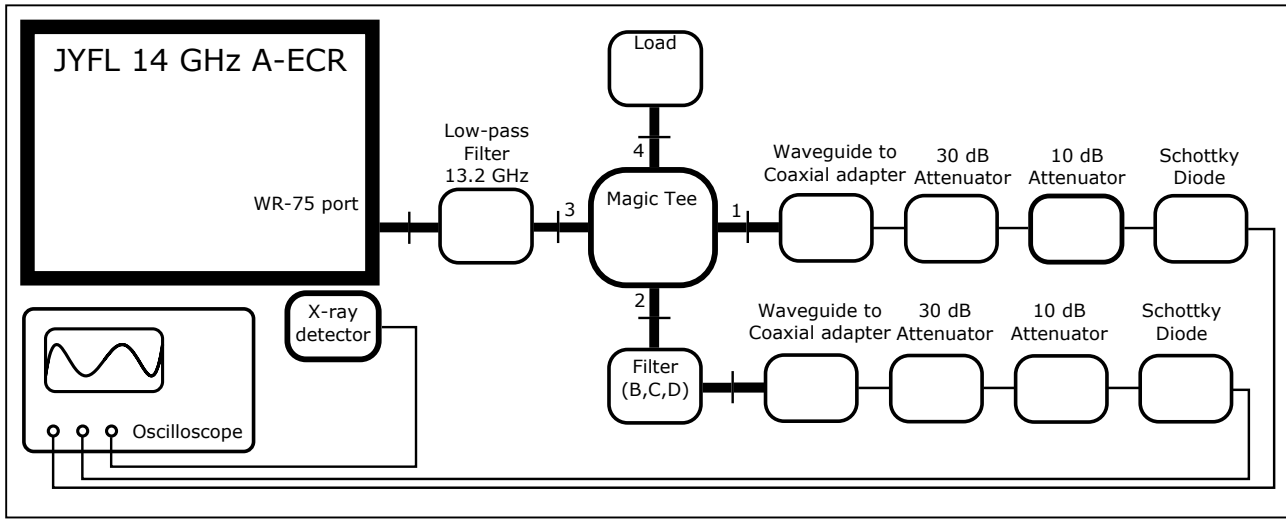 JYFL 14 GHz A-ECR
WR-75 port
Low-pass
Filter
13.2 GHz
Load
4
Magic Tee
3
1
2
Waveguide to
Coaxial adapter
30 dB
Attenuator
10 dB
Attenuator
Schottky
Diode
X-ray
detector
Filter
(B,C,D)
Waveguide to
Coaxial adapter
30 dB
Attenuator
10 dB
Attenuator
Schottky
Diode
Oscilloscope